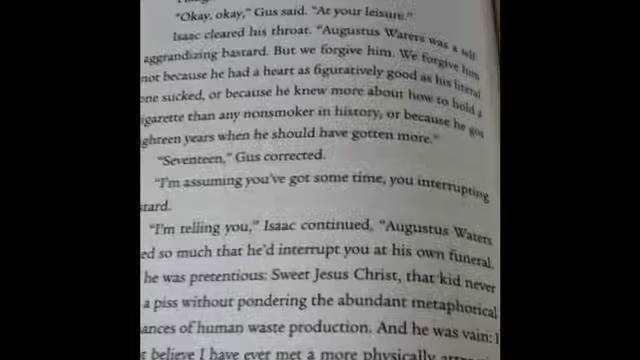 "Okay, okay," Gus said. "At your leisure."
Isaac cleared his throat. "Augustus Waters was a self
aggrandizing bastard. But we forgive him. We forgive him
not because he had a heart as figuratively good as his literal
one sucked, or because he knew more about how to hold a
igarette than any nonsmoker in history, or because he got
ghteen years when he should have gotten more."
"Seventeen," Gus corrected.
"I'm assuming you've got some time, you interrupting
stard.
"I'm telling you," Isaac continued, "Augustus Waters
ed so much that he'd interrupt you at his own funeral.
he was pretentious: Sweet Jesus Christ, that kid never
a piss without pondering the abundant metaphorical
ances of human waste production. And he was vain: I
t believe I have ever met a more physically